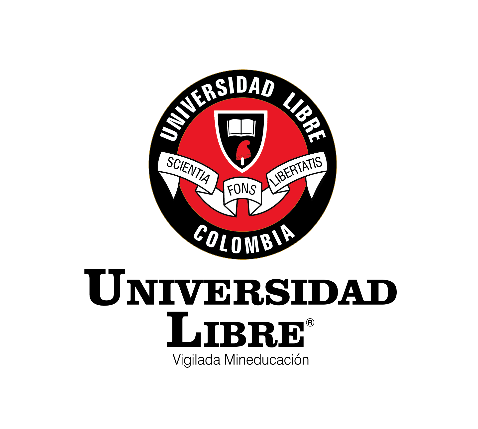 UNIVERSIDAD LIBRE
SCIENTIA
FONS
LIBERTATIS
COLOMBIA
UNIVERSIDAD
LIBRE®
Vigilada Mineducación